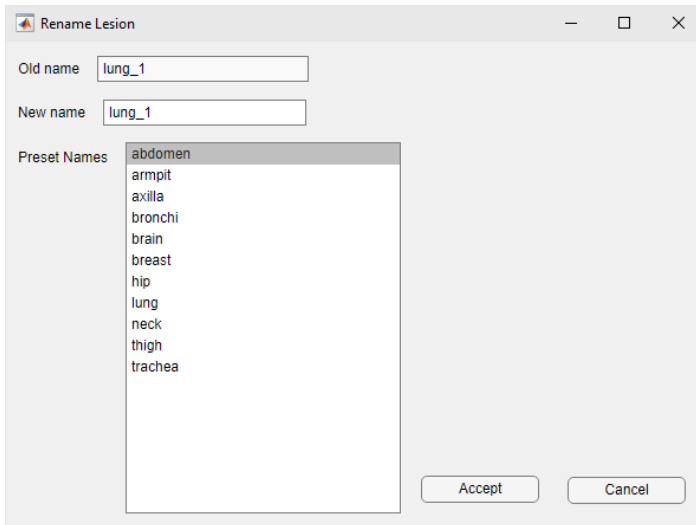 Rename Lesion
Old name lung_1
New name lung_1
Preset Names
abdomen
armpit
axilla
bronchi
brain
breast
hip
lung
neck
thigh
trachea
Accept Cancel